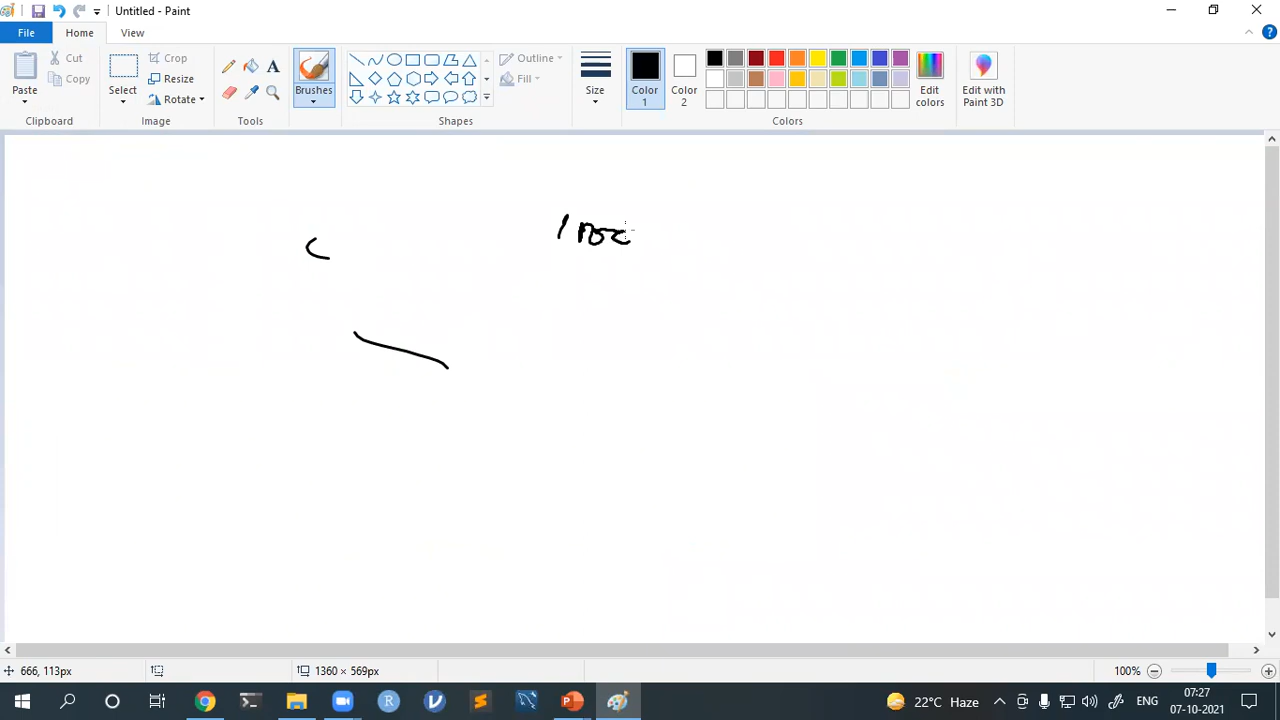 Untitled - Paint
File Home View
Paste Cut Copy
Clipboard
Select Crop Resize Rotate
Image
A
Tools
Brushes
Outline Fill
Shapes
Size
Color 1
Color 2
Edit colors
Colors
Edit with Paint 3D
666, 113px
1360 × 569px
100%
22°C Haze
ENG
07:27
07-10-2021